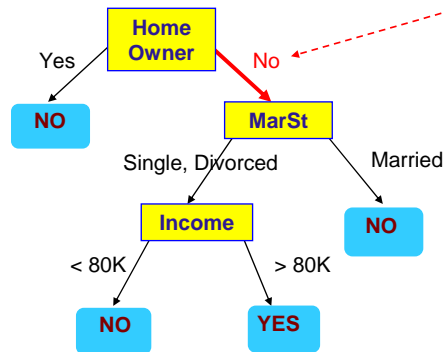 Home
Owner
Yes
No
NO
MarSt
Single, Divorced
Married
Income
NO
< 80K
> 80K
NO
YES